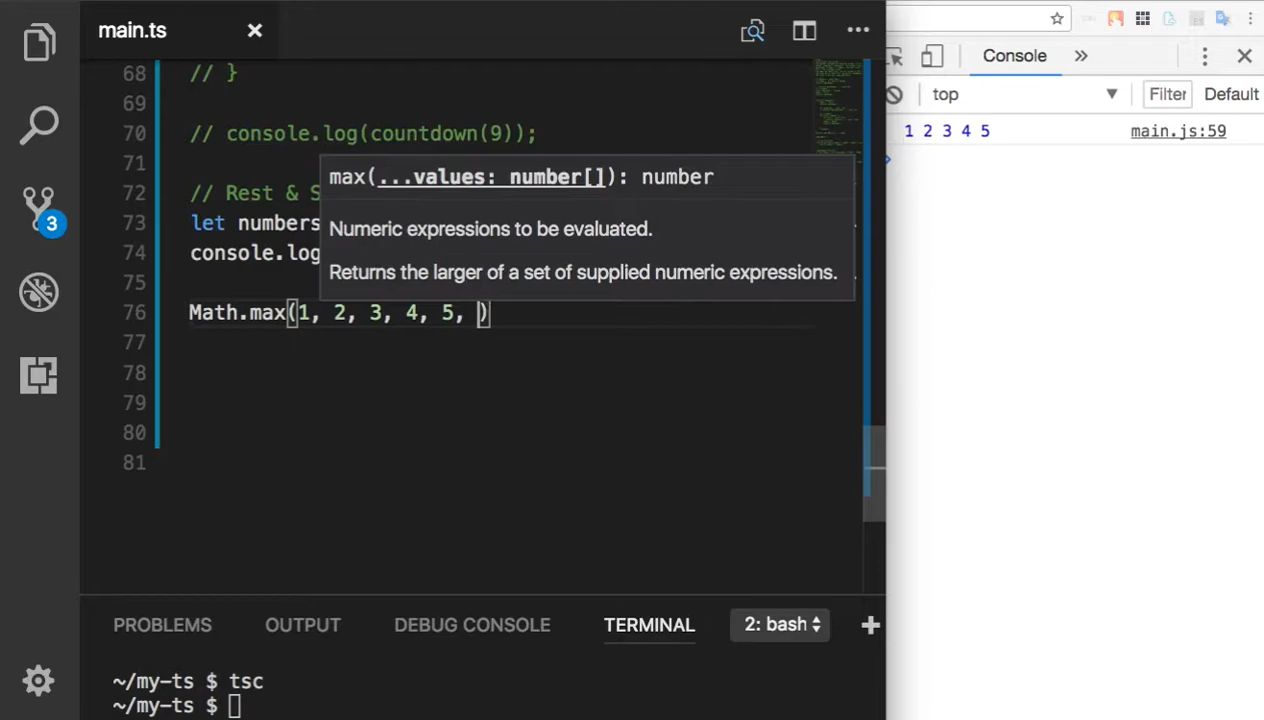 main.ts
68 // }
69
70 // console.log(countdown(9));
71
72 // Rest & S
73 let numbers
74 console.log
75
76 Math.max(1, 2, 3, 4, 5, )
77
78
79
80
81
max(...values: number[]): number
Numeric expressions to be evaluated.
Returns the larger of a set of supplied numeric expressions.
3
PROBLEMS OUTPUT DEBUG CONSOLE TERMINAL 2: bash
~/my-ts $ tsc
~/my-ts $
Console
top Filter Default
1 2 3 4 5 main.js:59